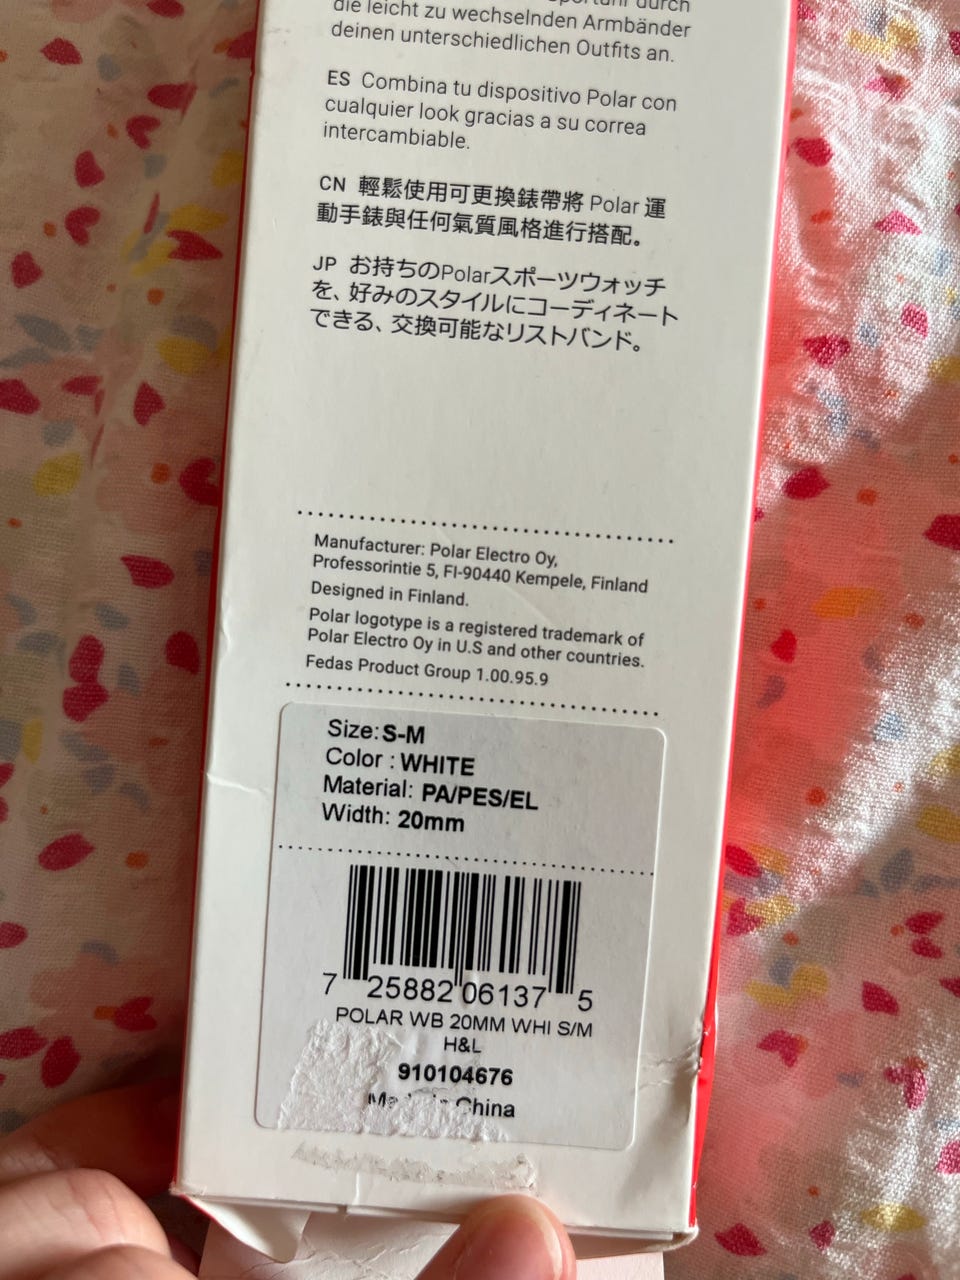 durch
die leicht zu wechselnden Armbänder
deinen unterschiedlichen Outfits an.
ES Combina tu dispositivo Polar con
cualquier look gracias a su correa
intercambiable.
CN 輕鬆使用可更換錶帶將 Polar 運
動手錶與任何氣質風格進行搭配。
JP お持ちのPolarスポーツウォッチ
を、好みのスタイルにコーディネート
できる、交換可能なリストバンド。
Manufacturer: Polar Electro Oy,
Professorintie 5, FI-90440 Kempele, Finland
Designed in Finland.
Polar logotype is a registered trademark of
Polar Electro Oy in U.S and other countries.
Fedas Product Group 1.00.95.9
Size: S-M
Color : WHITE
Material: PA/PES/EL
Width: 20mm
7 25882 06137 5
POLAR WB 20MM WHI S/M
H&L
910104676
Made in China